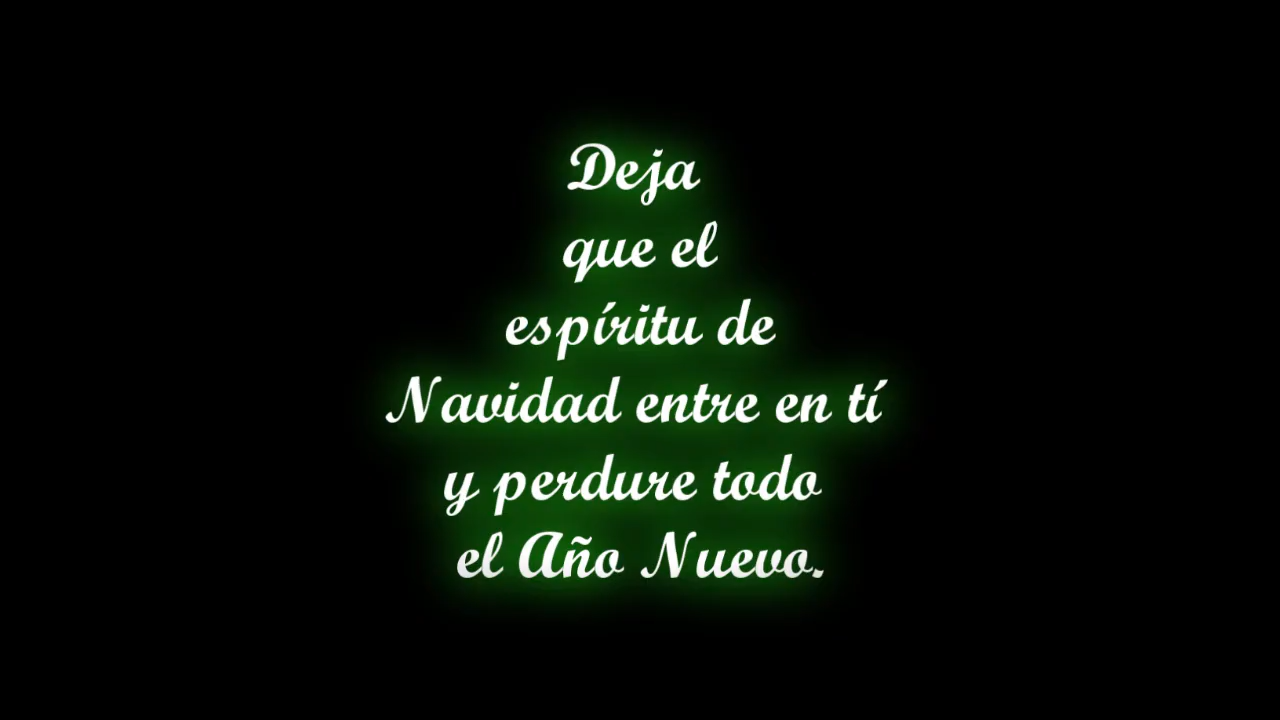 Deja
que el
espíritu de
Navidad entre en tí
y perdure todo
el Año Nuevo.